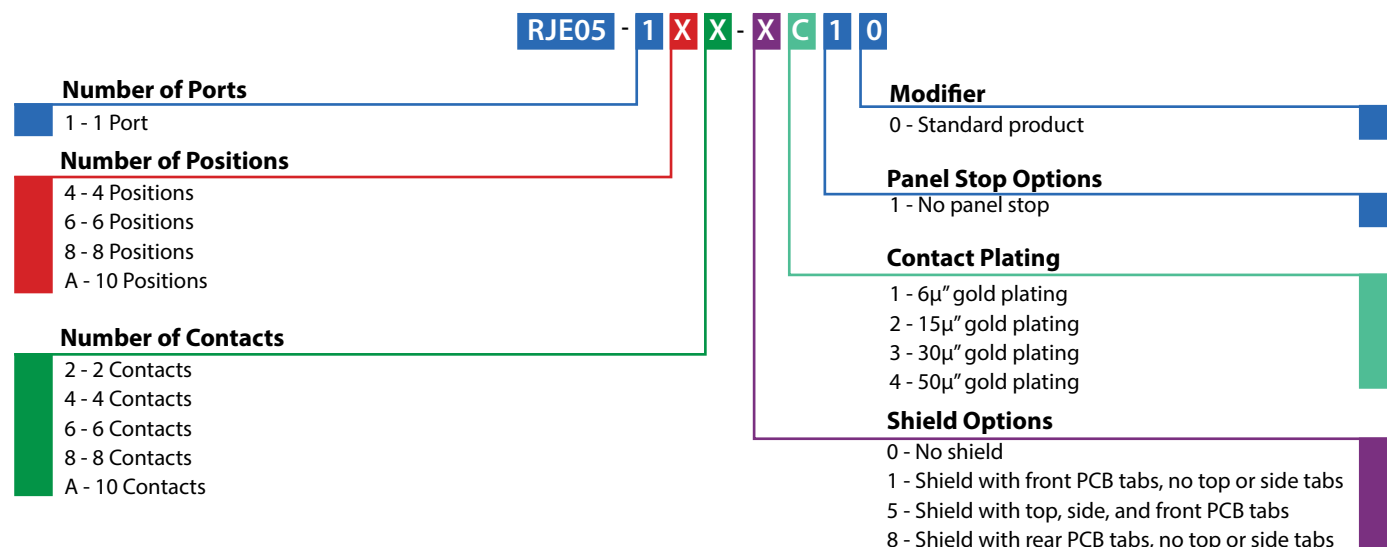 RJE05 - 1 X X - X C 1 0
Number of Ports
1 - 1 Port
Number of Positions
4 - 4 Positions
6 - 6 Positions
8 - 8 Positions
A - 10 Positions
Number of Contacts
2 - 2 Contacts
4 - 4 Contacts
6 - 6 Contacts
8 - 8 Contacts
A - 10 Contacts
Modifier
0 - Standard product
Panel Stop Options
1 - No panel stop
Contact Plating
1 - 6µ” gold plating
2 - 15µ” gold plating
3 - 30µ” gold plating
4 - 50µ” gold plating
Shield Options
0 - No shield
1 - Shield with front PCB tabs, no top or side tabs
5 - Shield with top, side, and front PCB tabs
8 - Shield with rear PCB tabs, no top or side tabs